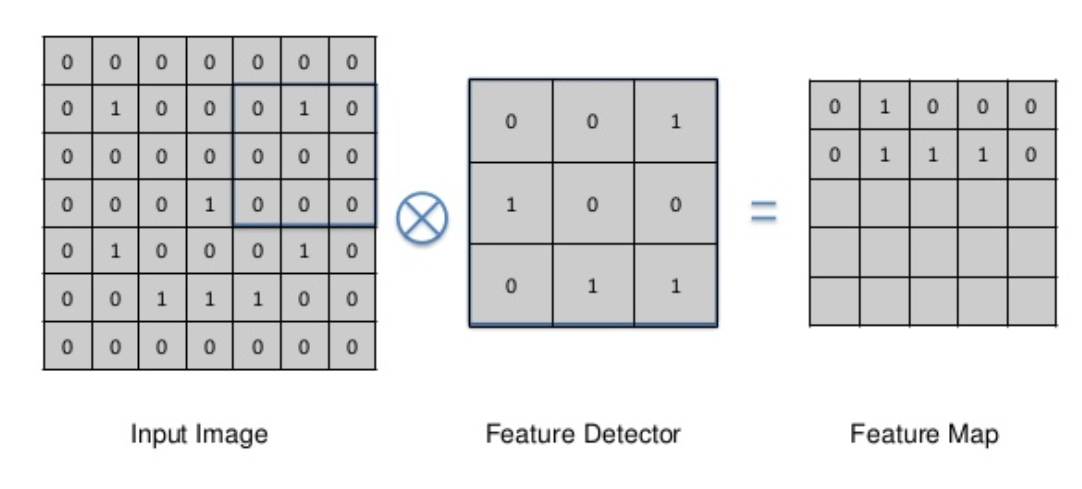 0 0 0 0 0 0 0
0 1 0 0 0 1 0
0 0 0 0 0 0 0
0 0 0 1 0 0 0
0 1 0 0 0 1 0
0 0 1 1 1 0 0
0 0 0 0 0 0 0
Input Image
⊗
0 0 1
1 0 0
0 1 1
Feature Detector
=
0 1 0 0 0
0 1 1 1 0
Feature Map